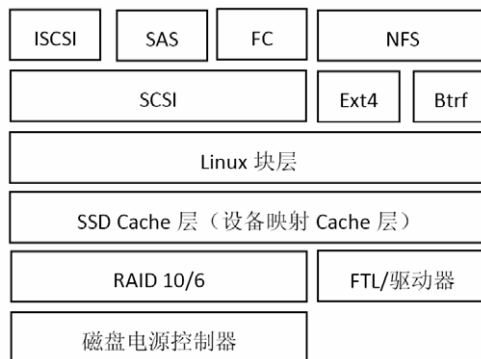 ISCSI SAS FC NFS
SCSI Ext4 Btrf
Linux 块层
SSD Cache 层（设备映射 Cache 层）
RAID 10/6 FTL/驱动器
磁盘电源控制器